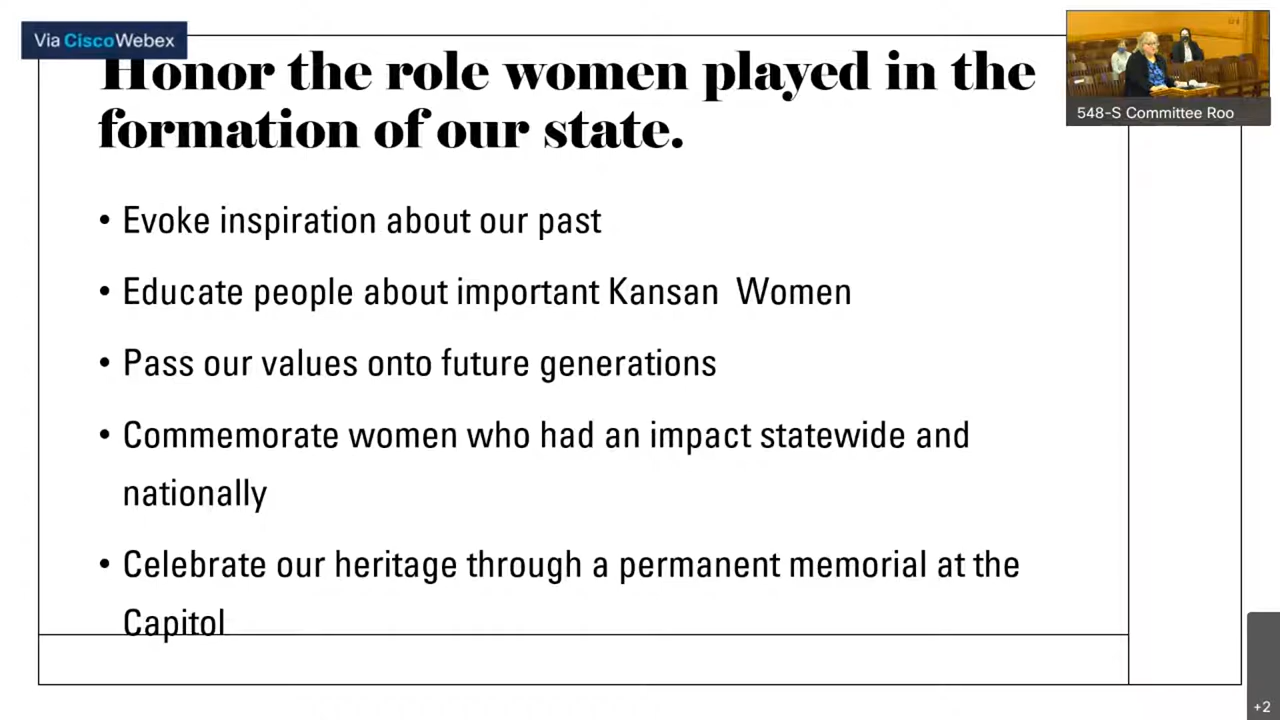 Via CiscoWebex
Honor the role women played in the
formation of our state.
548-S Committee Roo
• Evoke inspiration about our past
• Educate people about important Kansan  Women
• Pass our values onto future generations
• Commemorate women who had an impact statewide and
nationally
• Celebrate our heritage through a permanent memorial at the
Capitol
+2